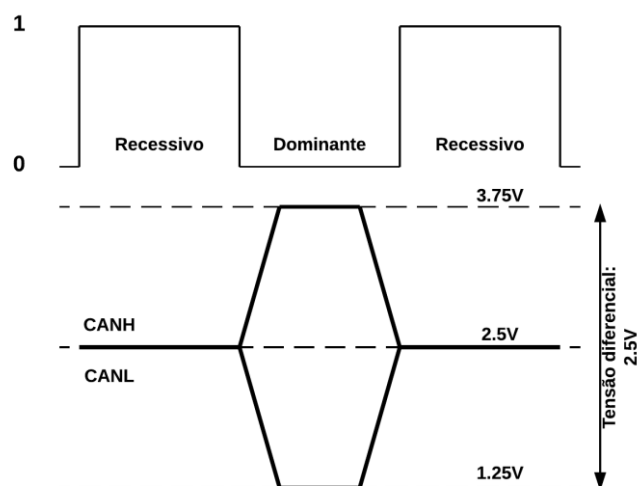 1
Recessivo
Dominante
Recessivo
0
3.75V
CANH
2.5V
CANL
1.25V
Tensão diferencial:
2.5V